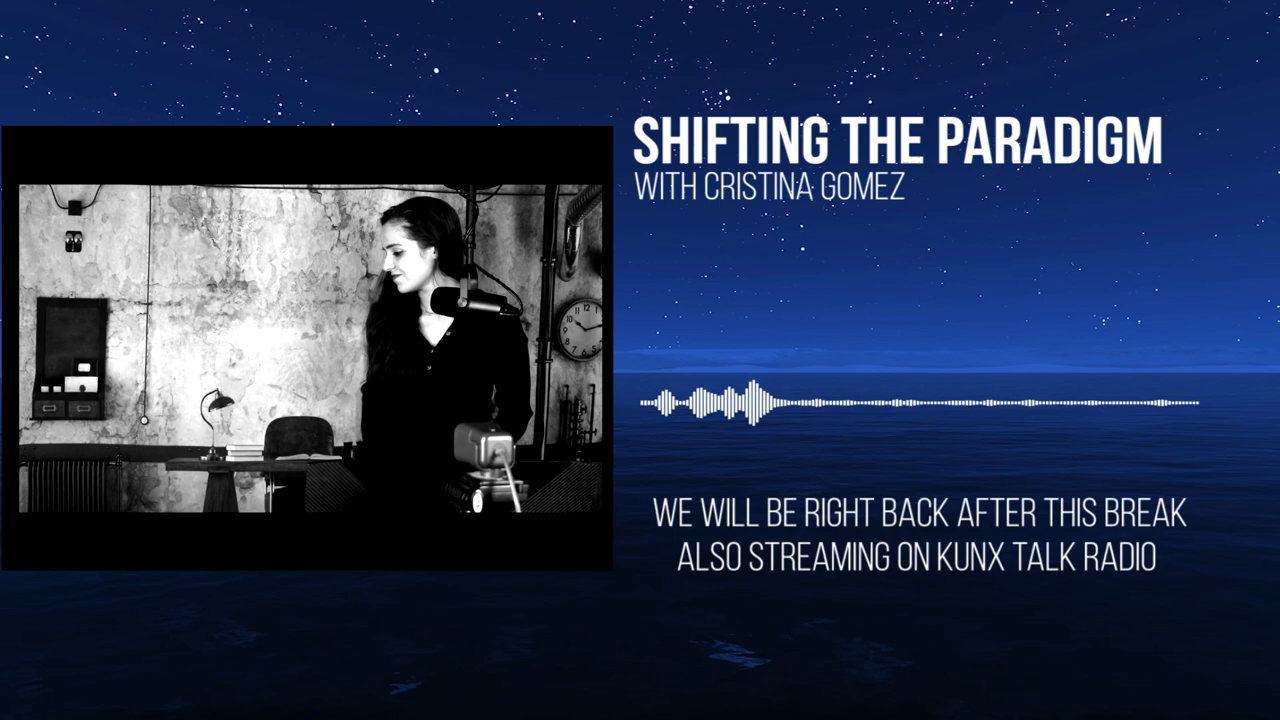 SHIFTING THE PARADIGM
WITH CRISTINA GOMEZ
WE WILL BE RIGHT BACK AFTER THIS BREAK
ALSO STREAMING ON KUNX TALK RADIO